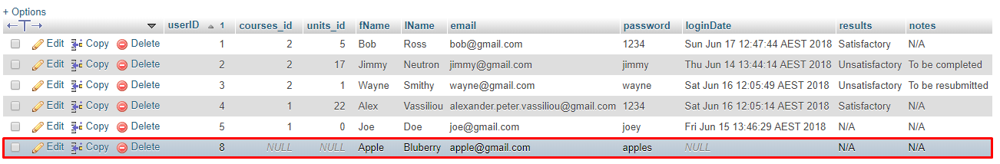 + Options
←T→ userID 1 courses_id units_id fName lName email password loginDate results notes
Edit Copy Delete 1 2 5 Bob Ross bob@gmail.com 1234 Sun Jun 17 12:47:44 AEST 2018 Satisfactory N/A
Edit Copy Delete 2 2 17 Jimmy Neutron jimmy@gmail.com jimmy Thu Jun 14 13:44:14 AEST 2018 Unsatisfactory To be completed
Edit Copy Delete 3 2 1 Wayne Smithy wayne@gmail.com wayne Sat Jun 16 12:05:49 AEST 2018 Unsatisfactory To be resubmitted
Edit Copy Delete 4 1 22 Alex Vassiliou alexander.peter.vassiliou@gmail.com 1234 Sat Jun 16 12:05:14 AEST 2018 Satisfactory N/A
Edit Copy Delete 5 1 0 Joe Doe joe@gmail.com joey Fri Jun 15 13:46:29 AEST 2018 N/A N/A
Edit Copy Delete 8 NULL NULL Apple Bluberry apple@gmail.com apples NULL N/A N/A